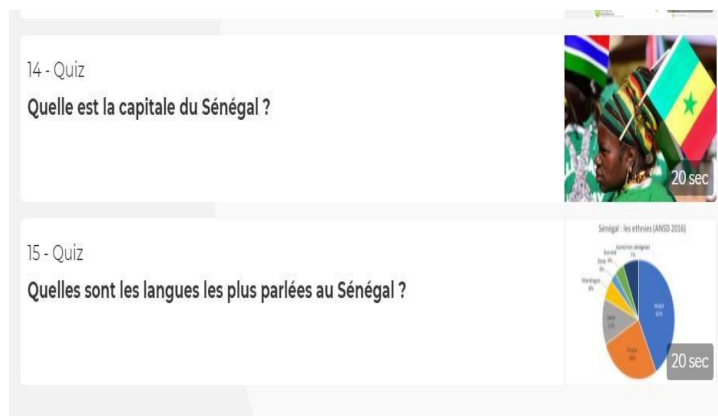 14 - Quiz
Quelle est la capitale du Sénégal ?
20 sec
15 - Quiz
Quelles sont les langues les plus parlées au Sénégal ?
Sénégal : les ethnies (ANSD 2016)
20 sec